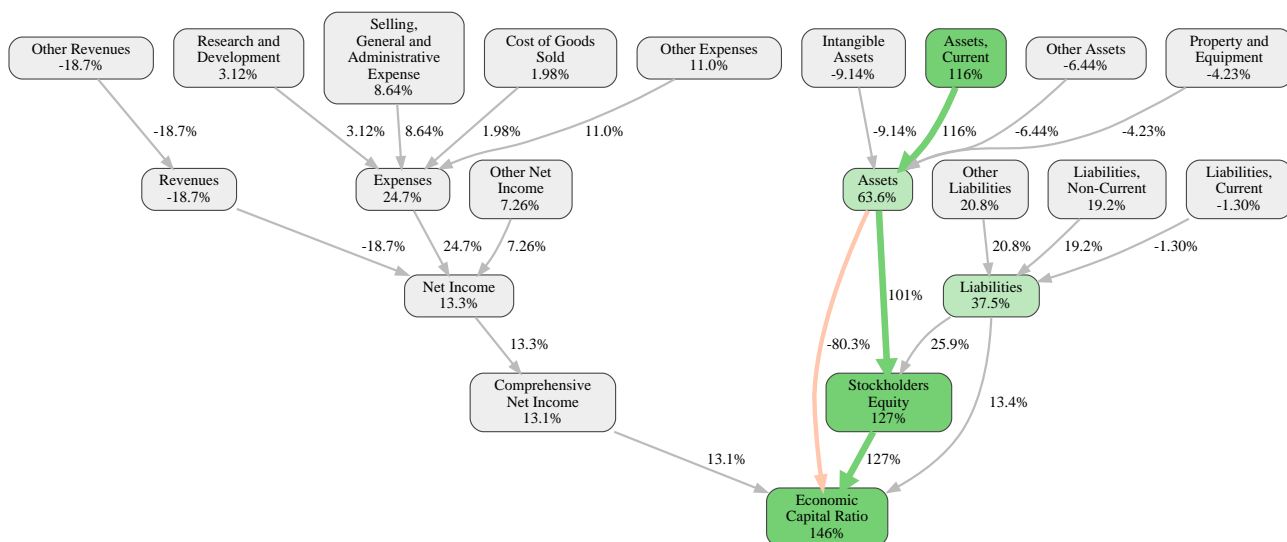 Other Revenues
-18.7%
Research and
Development
3.12%
Selling,
General and
Administrative
Expense
8.64%
Cost of Goods
Sold
1.98%
Other Expenses
11.0%
Intangible
Assets
-9.14%
Assets,
Current
116%
Other Assets
-6.44%
Property and
Equipment
-4.23%
-18.7%
3.12%
8.64%
1.98%
11.0%
-9.14%
116%
-6.44%
-4.23%
Revenues
-18.7%
Expenses
24.7%
Other Net
Income
7.26%
Assets
63.6%
Other
Liabilities
20.8%
Liabilities,
Non-Current
19.2%
Liabilities,
Current
-1.30%
-18.7%
24.7%
7.26%
20.8%
19.2%
-1.30%
Net Income
13.3%
101%
Liabilities
37.5%
13.3%
-80.3%
25.9%
Comprehensive
Net Income
13.1%
Stockholders
Equity
127%
13.4%
13.1%
127%
Economic
Capital Ratio
146%